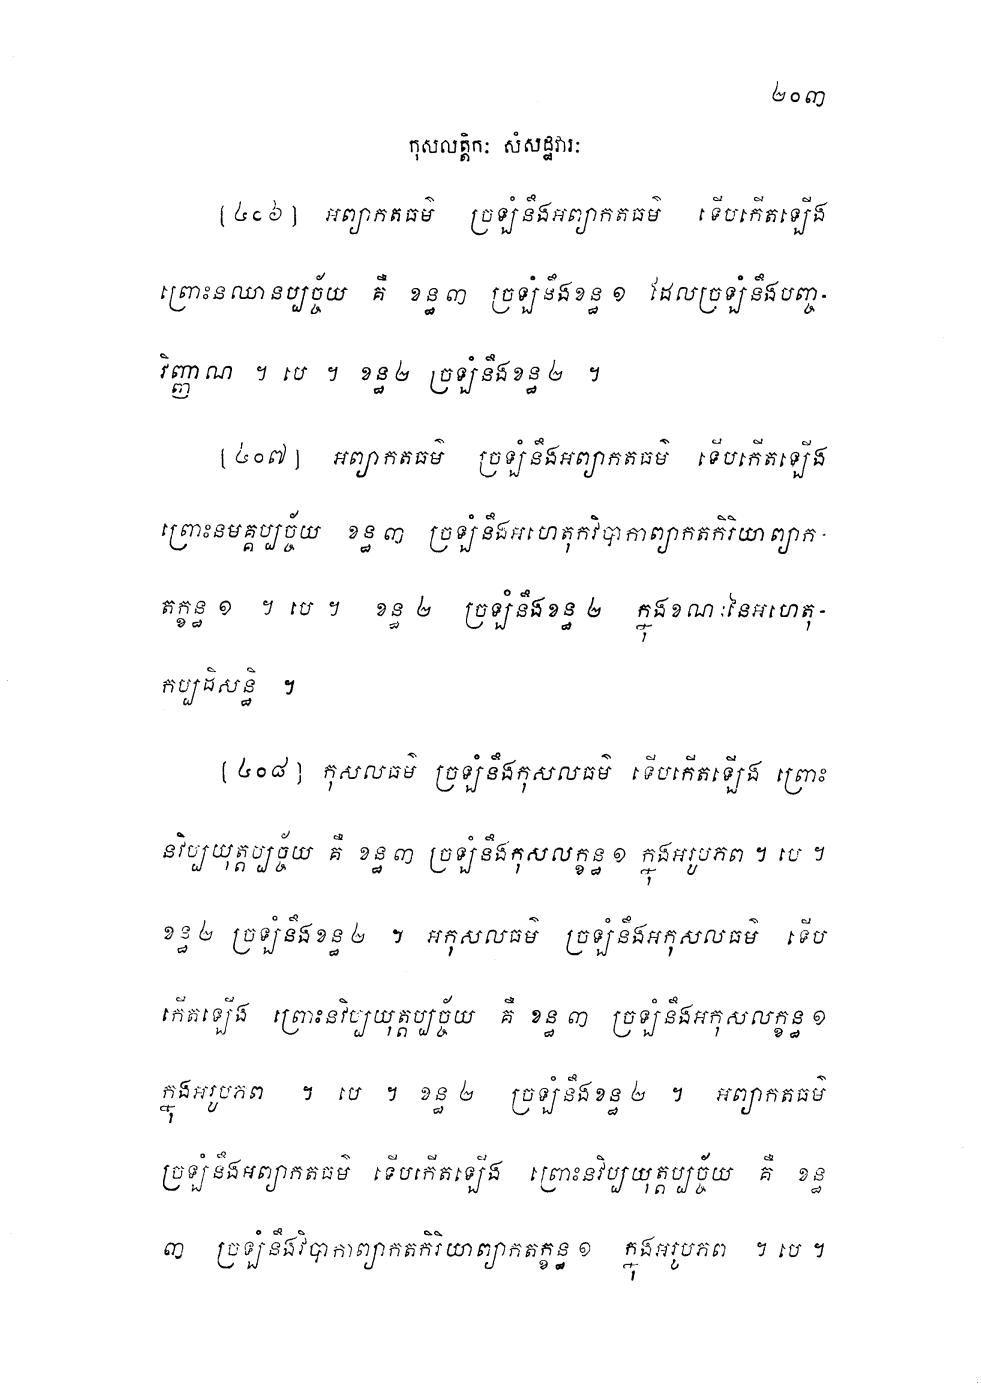 ២០៣
កុសលត្តិកៈ សំសដ្ឋវារៈ
[៤០៦] អព្យាកតធម៌ ច្រឡំនឹងអព្យាកតធម៌ ទើបកើតឡើង
ព្រោះនឈានប្បច្ច័យ គឺ ខន្ធ ៣ ច្រឡំនឹងខន្ធ ១ ដែលច្រឡំនឹងបញ្ច-
វិញ្ញាណ ។ បេ ។ ខន្ធ ២ ច្រឡំនឹងខន្ធ ២ ។
[៤០៧] អព្យាកតធម៌ ច្រឡំនឹងអព្យាកតធម៌ ទើបកើតឡើង
ព្រោះនមគ្គប្បច្ច័យ ខន្ធ ៣ ច្រឡំនឹងអហេតុកវិបាកាព្យាកតកិរិយាព្យាក-
តក្ខន្ធ ១ ។ បេ ។ ខន្ធ ២ ច្រឡំនឹងខន្ធ ២ ក្នុងខណៈនៃអហេតុ-
កប្បដិសន្ធិ ។
[៤០៨] កុសលធម៌ ច្រឡំនឹងកុសលធម៌ ទើបកើតឡើង ព្រោះ
នវិប្បយុត្តប្បច្ច័យ គឺ ខន្ធ ៣ ច្រឡំនឹងកុសលក្ខន្ធ ១ ក្នុងអរូបភព ។ បេ ។
ខន្ធ ២ ច្រឡំនឹងខន្ធ ២ ។ អកុសលធម៌ ច្រឡំនឹងអកុសលធម៌ ទើប
កើតឡើង ព្រោះនវិប្បយុត្តប្បច្ច័យ គឺ ខន្ធ ៣ ច្រឡំនឹងអកុសលក្ខន្ធ ១
ក្នុងអរូបភព ។ បេ ។ ខន្ធ ២ ច្រឡំនឹងខន្ធ ២ ។ អព្យាកតធម៌
ច្រឡំនឹងអព្យាកតធម៌ ទើបកើតឡើង ព្រោះនវិប្បយុត្តប្បច្ច័យ គឺ ខន្ធ
៣ ច្រឡំនឹងវិបាកាព្យាកតកិរិយាព្យាកតក្ខន្ធ ១ ក្នុងអរូបភព ។ បេ ។